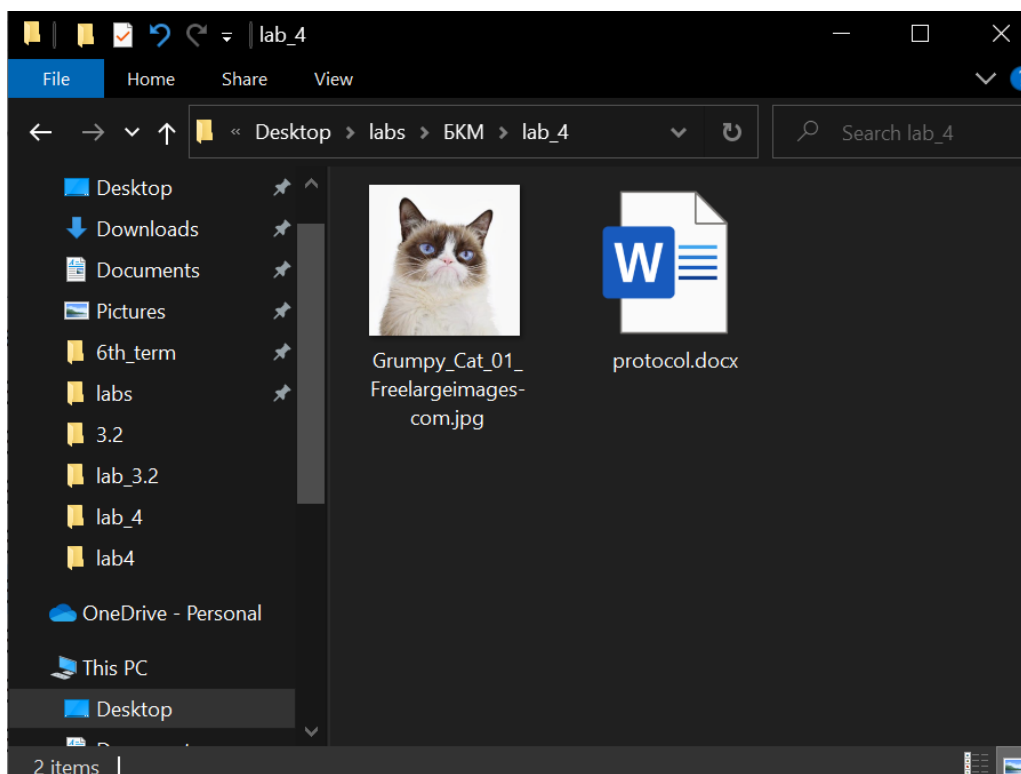 lab_4
File Home Share View
« Desktop > labs > БКМ > lab_4
Search lab_4
Desktop
Downloads
Documents
Pictures
6th_term
labs
3.2
lab_3.2
lab_4
lab4
OneDrive - Personal
This PC
Desktop
Grumpy_Cat_01_
Freelargeimages-
com.jpg
W
protocol.docx
2 items